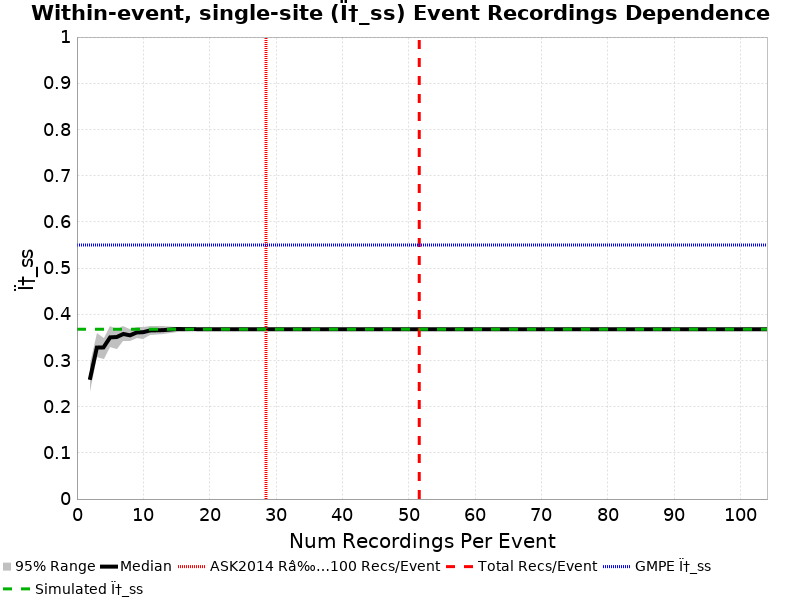 Within-event, single-site (Ï†_ss) Event Recordings Dependence
1
0.9
0.8
0.7
0.6
0.5
0.4
0.3
0.2
0.1
0
Ï†_ss
0 10 20 30 40 50 60 70 80 90 100
Num Recordings Per Event
95% Range Median ASK2014 Râ‰…100 Recs/Event Total Recs/Event GMPE Ï†_ss
Simulated Ï†_ss